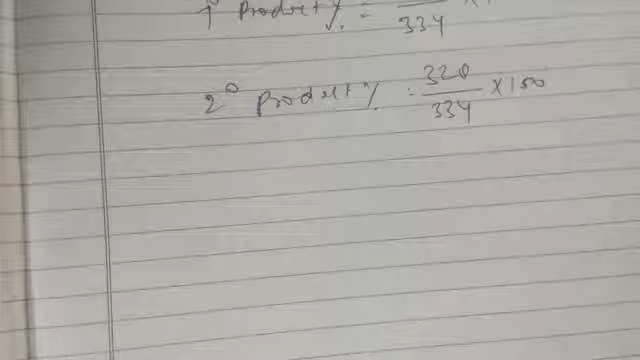 1° Product % = 334
2° Product % = 320/334 × 100